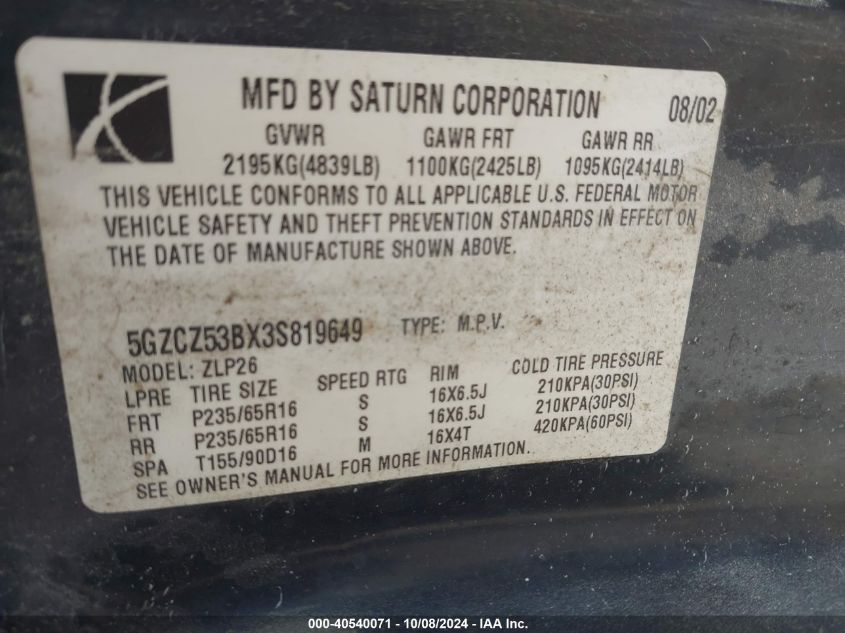 MFD BY SATURN CORPORATION 08/02
GVWR GAWR FRT GAWR RR
2195KG(4839LB) 1100KG(2425LB) 1095KG(2414LB)
THIS VEHICLE CONFORMS TO ALL APPLICABLE U.S. FEDERAL MOTOR
VEHICLE SAFETY AND THEFT PREVENTION STANDARDS IN EFFECT ON
THE DATE OF MANUFACTURE SHOWN ABOVE.
5GZCZ53BX3S819649 TYPE: M.P.V.
MODEL: ZLP26
LPRE TIRE SIZE SPEED RTG RIM COLD TIRE PRESSURE
FRT P235/65R16 S 16X6.5J 210KPA(30PSI)
RR P235/65R16 S 16X6.5J 210KPA(30PSI)
SPA T155/90D16 M 16X4T 420KPA(60PSI)
SEE OWNER'S MANUAL FOR MORE INFORMATION.
000-40540071 - 10/08/2024 - IAA Inc.